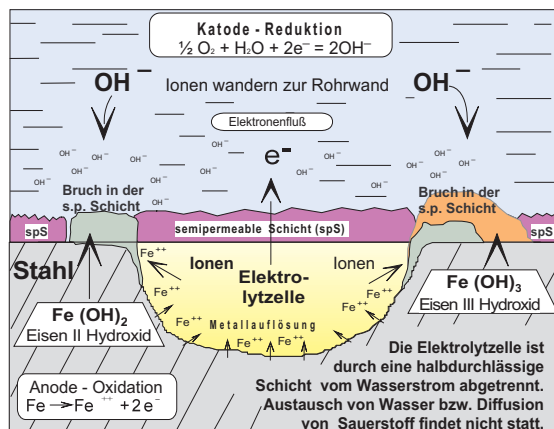 Katode - Reduktion
½ O₂ + H₂O + 2e⁻ = 2OH⁻
OH⁻
Ionen wandern zur Rohrwand
OH⁻
Elektronenfluß
e⁻
OH⁻ OH⁻ OH⁻ OH⁻ OH⁻ OH⁻ OH⁻
OH⁻ OH⁻ OH⁻ OH⁻ OH⁻ OH⁻
Bruch in der
s.p. Schicht
Bruch in der
s.p. Schicht
spS
semipermeable Schicht (spS)
spS
Stahl
Fe⁺⁺
Ionen
Elektro-
lytzelle
Ionen
Fe⁺⁺
Fe⁺⁺
Fe⁺⁺
Fe⁺⁺
Fe (OH)₂
Eisen II Hydroxid
Fe (OH)₃
Eisen III Hydroxid
Fe⁺⁺
Metallauflösung
Fe⁺⁺
Fe⁺⁺ Fe⁺⁺
Anode - Oxidation
Fe → Fe⁺⁺ + 2e⁻
Die Elektrolytzelle ist
durch eine halbdurchlässige
Schicht vom Wasserstrom abgetrennt.
Austausch von Wasser bzw. Diffusion
von Sauerstoff findet nicht statt.